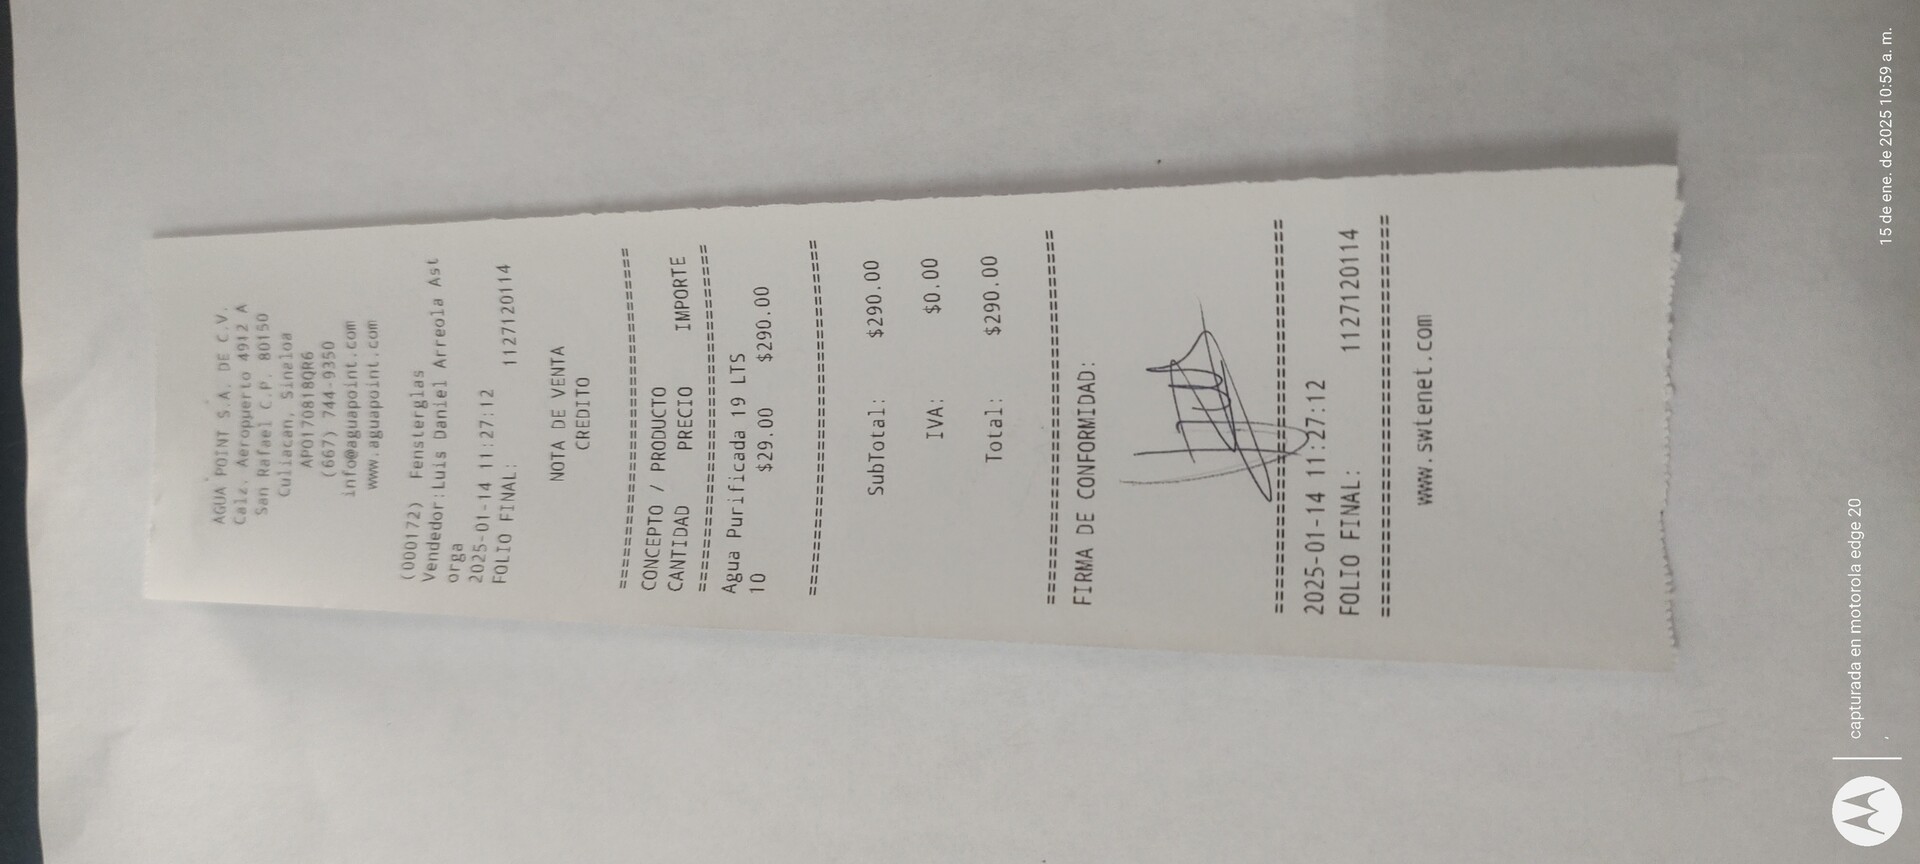 AGUA POINT S.A. DE C.V.
Calz. Aeropuerto 4912 A
San Rafael C.P. 80150
Culiacan, Sinaloa
APO170818QR6
(667) 744-9350
info@aguapoint.com
www.aguapoint.com
(000172) Fensterglas
Vendedor:Luis Daniel Arreola Ast
orga
2025-01-14 11:27:12
FOLIO FINAL: 1127120114
NOTA DE VENTA
CREDITO
================================
CONCEPTO / PRODUCTO
CANTIDAD PRECIO IMPORTE
================================
Agua Purificada 19 LTS
10 $29.00 $290.00
================================
SubTotal: $290.00
IVA: $0.00
Total: $290.00
================================
FIRMA DE CONFORMIDAD:
================================
2025-01-14 11:27:12
FOLIO FINAL: 1127120114
================================
www.swtenet.com
capturada en motorola edge 20
15 de ene. de 2025 10:59 a. m.